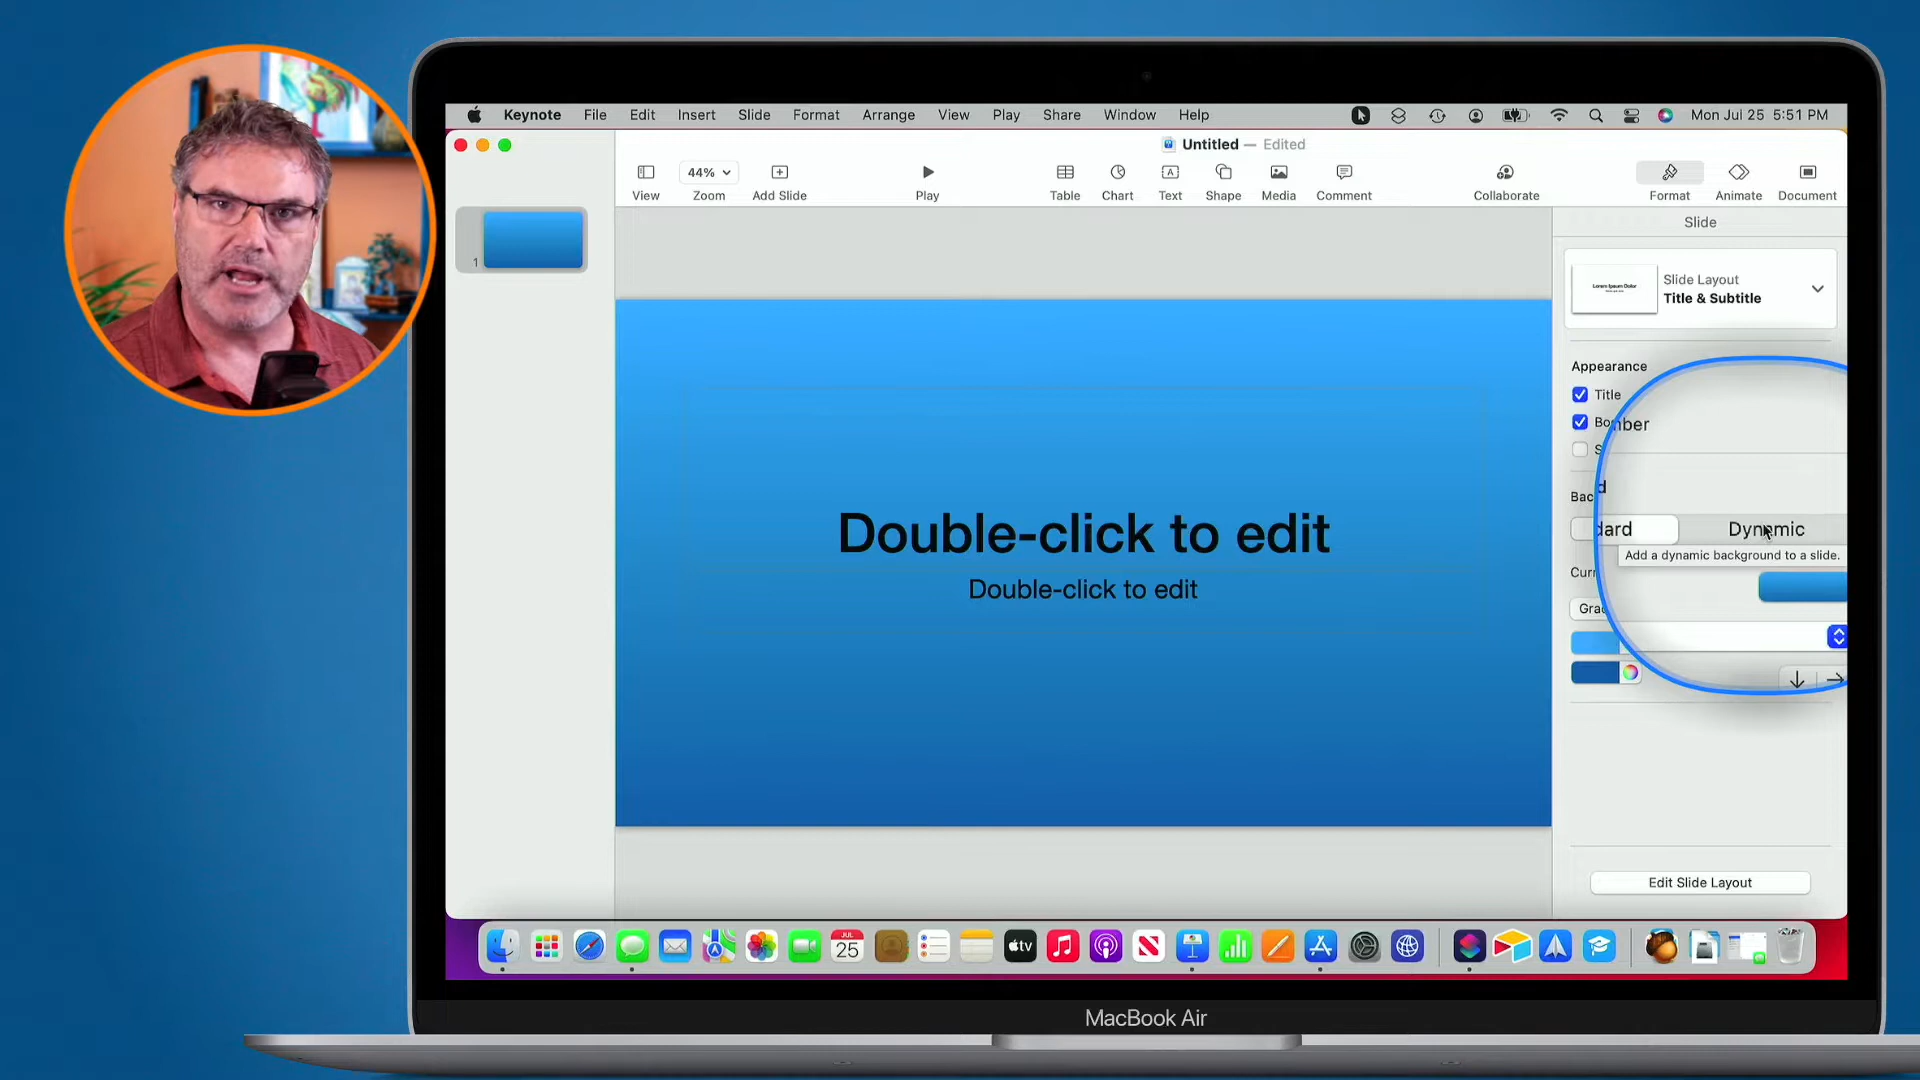 Keynote File Edit Insert Slide Format Arrange View Play Share Window Help Mon Jul 25 5:51 PM
Untitled — Edited
44%
View Zoom Add Slide Play Table Chart Text Shape Media Comment Collaborate Format Animate Document
Slide
Slide Layout
Title & Subtitle
Appearance
Title
Bo mber
S
Bac d
dard Dynamic
Add a dynamic background to a slide.
Curr
Grad
1
Double-click to edit
Double-click to edit
Edit Slide Layout
JUL
25
tv
MacBook Air